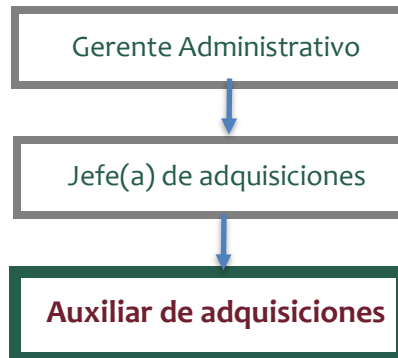 Gerente Administrativo
Jefe(a) de adquisiciones
Auxiliar de adquisiciones